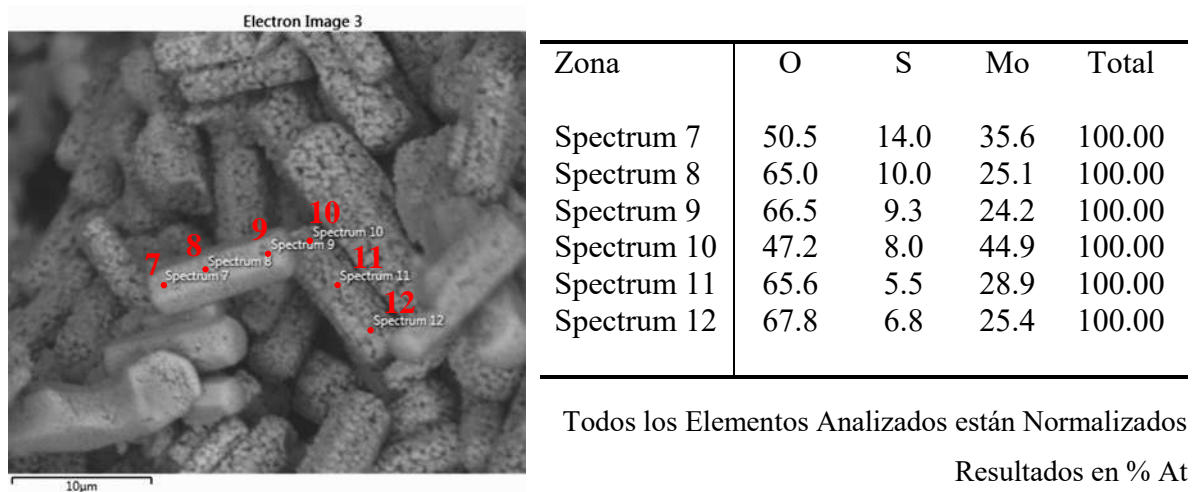 Electron Image 3
10
Spectrum 10
9
Spectrum 9
8
Spectrum 8
11
7
Spectrum 7
Spectrum 11
12
Spectrum 12
10µm
Zona O S Mo Total
Spectrum 7 50.5 14.0 35.6 100.00
Spectrum 8 65.0 10.0 25.1 100.00
Spectrum 9 66.5 9.3 24.2 100.00
Spectrum 10 47.2 8.0 44.9 100.00
Spectrum 11 65.6 5.5 28.9 100.00
Spectrum 12 67.8 6.8 25.4 100.00
Todos los Elementos Analizados están Normalizados
Resultados en % At